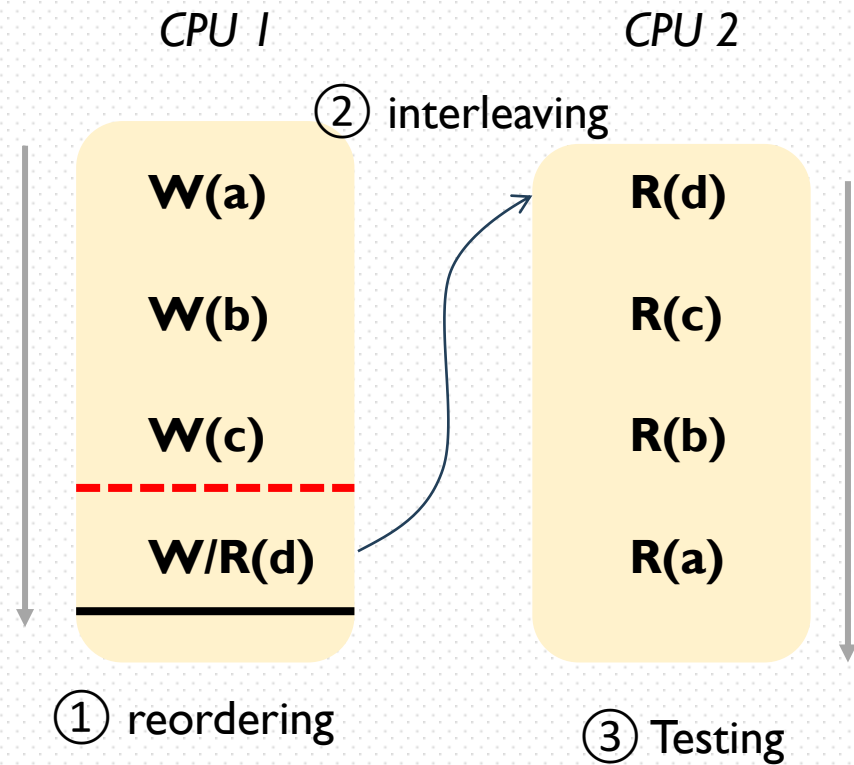 CPU 1
CPU 2
② interleaving
W(a)
W(b)
W(c)
W/R(d)
R(d)
R(c)
R(b)
R(a)
① reordering
③ Testing